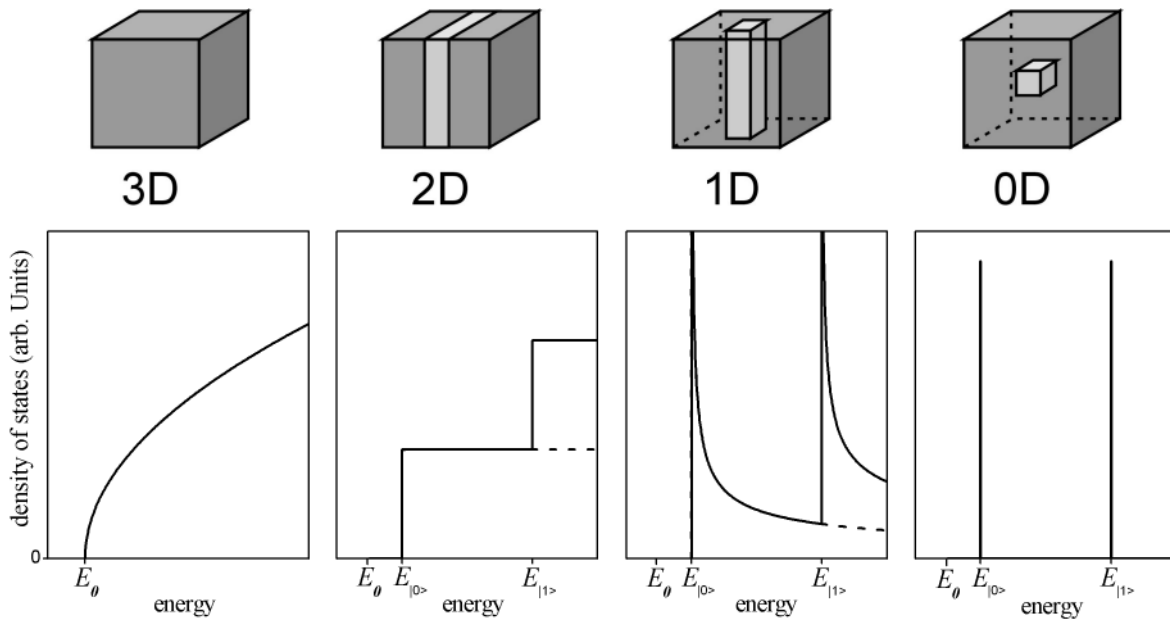 3D 2D 1D 0D
density of states (arb. Units)
0
E0 E0 E|0> E|1> E0 E|0> E|1> E0 E|0> E|1>
energy energy energy energy